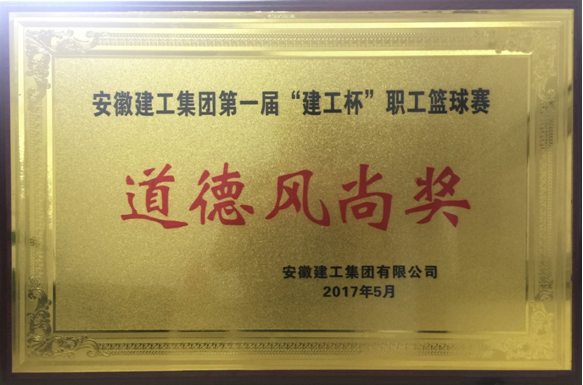 安徽建工集团第一届“建工杯”职工篮球赛
道德风尚奖
安徽建工集团有限公司
2017年5月